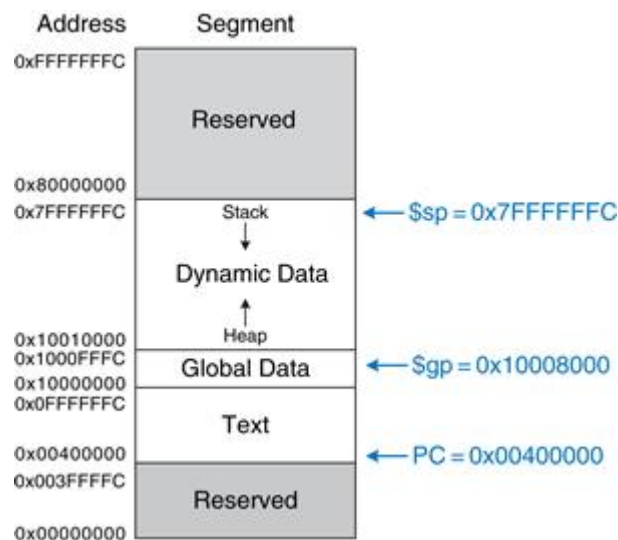 Address Segment
0xFFFFFFFC
Reserved
0x80000000
0x7FFFFFFC Stack $sp = 0x7FFFFFFC
Dynamic Data
0x10010000 Heap
0x1000FFFC
Global Data $gp = 0x10008000
0x10000000
0x0FFFFFFC
Text
0x00400000 PC = 0x00400000
0x003FFFFC
Reserved
0x00000000